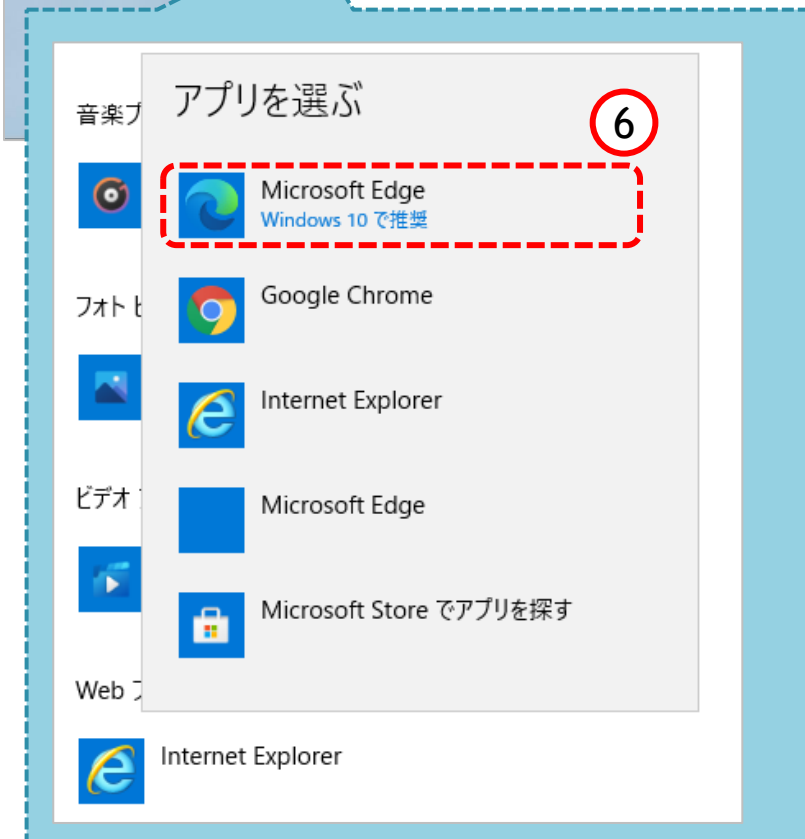 アプリを選ぶ
6
音楽プ
Microsoft Edge
Windows 10 で推奨
フォト ビ
Google Chrome
Internet Explorer
ビデオ
Microsoft Edge
Microsoft Store でアプリを探す
Web ブ
Internet Explorer